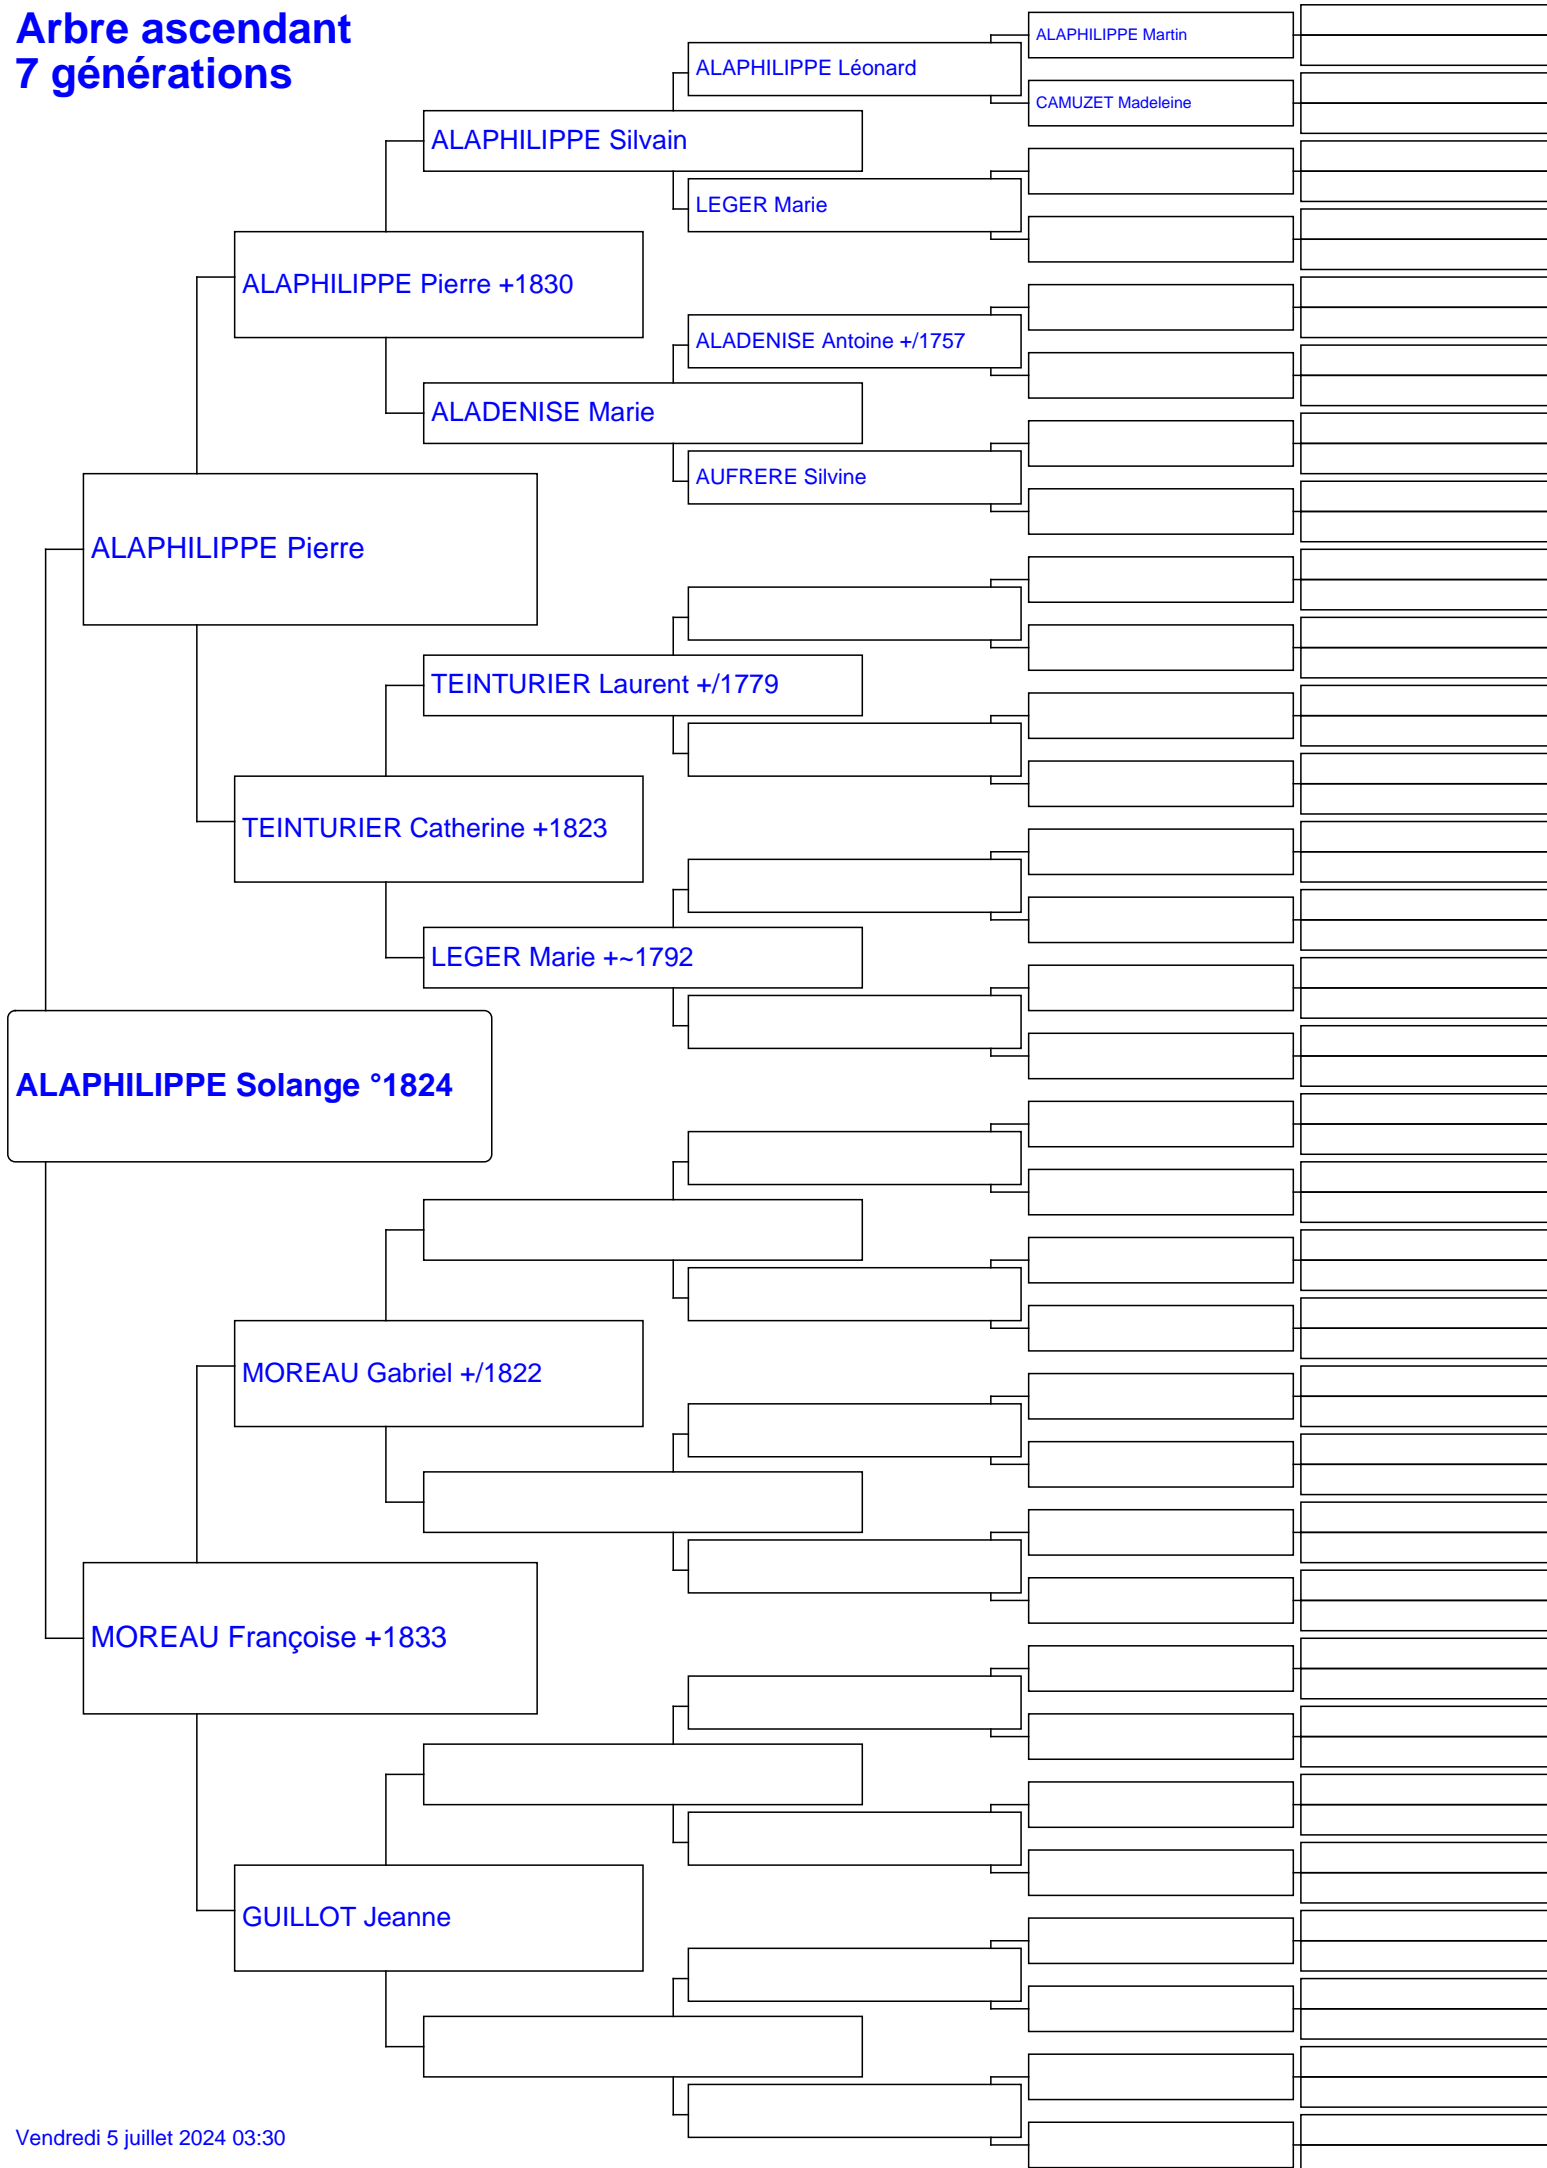 Arbre ascendant
7 générations
ALAPHILIPPE Martin
ALAPHILIPPE Léonard
CAMUZET Madeleine
ALAPHILIPPE Silvain
LEGER Marie
ALAPHILIPPE Pierre +1830
ALADENISE Antoine +/1757
ALADENISE Marie
AUFRERE Silvine
ALAPHILIPPE Pierre
TEINTURIER Laurent +/1779
TEINTURIER Catherine +1823
LEGER Marie +~1792
ALAPHILIPPE Solange °1824
MOREAU Gabriel +/1822
MOREAU Françoise +1833
GUILLOT Jeanne
Vendredi 5 juillet 2024 03:30